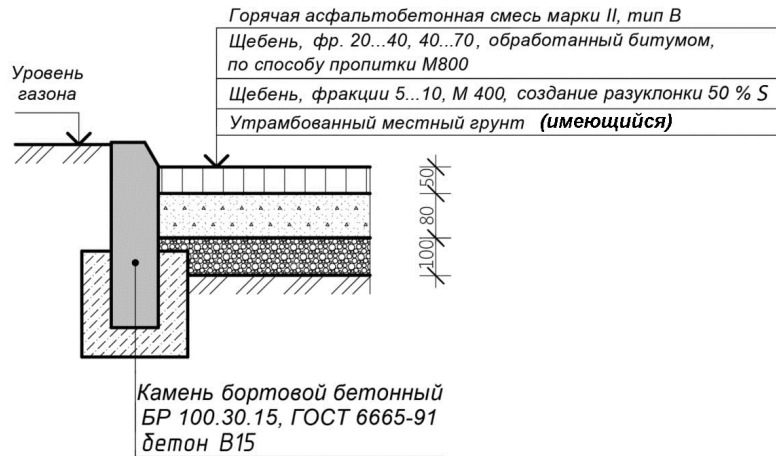 Горячая асфальтобетонная смесь марки II, тип В
Щебень, фр. 20...40, 40...70, обработанный битумом,
по способу пропитки М800
Щебень, фракции 5...10, М 400, создание разуклонки 50 % S
Утрамбованный местный грунт (имеющийся)
Уровень
газона
50
80
100
Камень бортовой бетонный
БР 100.30.15, ГОСТ 6665-91
бетон В15